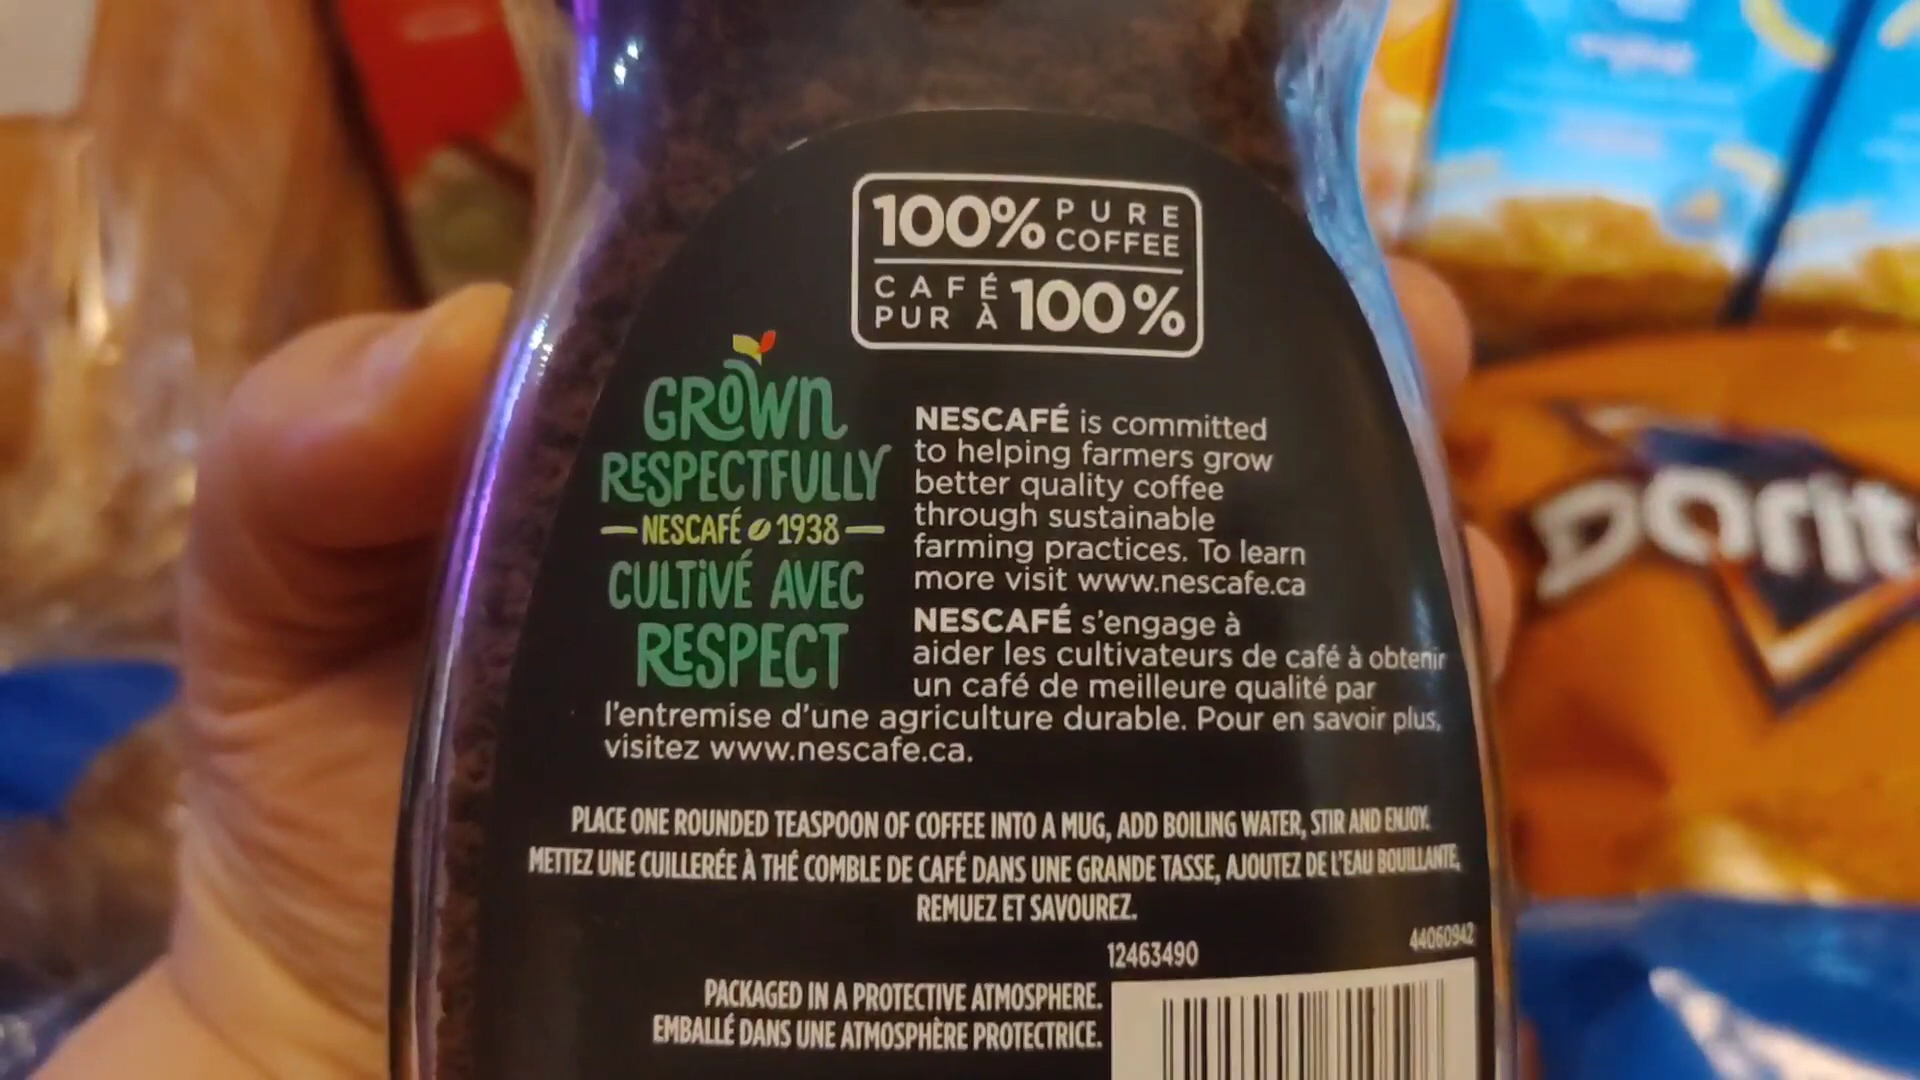 100% PURE COFFEE
CAFÉ PUR À 100%
GROWN
RESPECTFULLY
NESCAFÉ 1938
CULTIVÉ AVEC
RESPECT
NESCAFÉ is committed
to helping farmers grow
better quality coffee
through sustainable
farming practices. To learn
more visit www.nescafe.ca
NESCAFÉ s'engage à
aider les cultivateurs de café à obtenir
un café de meilleure qualité par
l'entremise d'une agriculture durable. Pour en savoir plus,
visitez www.nescafe.ca.
PLACE ONE ROUNDED TEASPOON OF COFFEE INTO A MUG, ADD BOILING WATER, STIR AND ENJOY.
METTEZ UNE CUILLERÉE À THÉ COMBLE DE CAFÉ DANS UNE GRANDE TASSE, AJOUTEZ DE L'EAU BOUILLANTE,
REMUEZ ET SAVOUREZ.
12463490
44060942
PACKAGED IN A PROTECTIVE ATMOSPHERE.
EMBALLÉ DANS UNE ATMOSPHÈRE PROTECTRICE.
Dorit